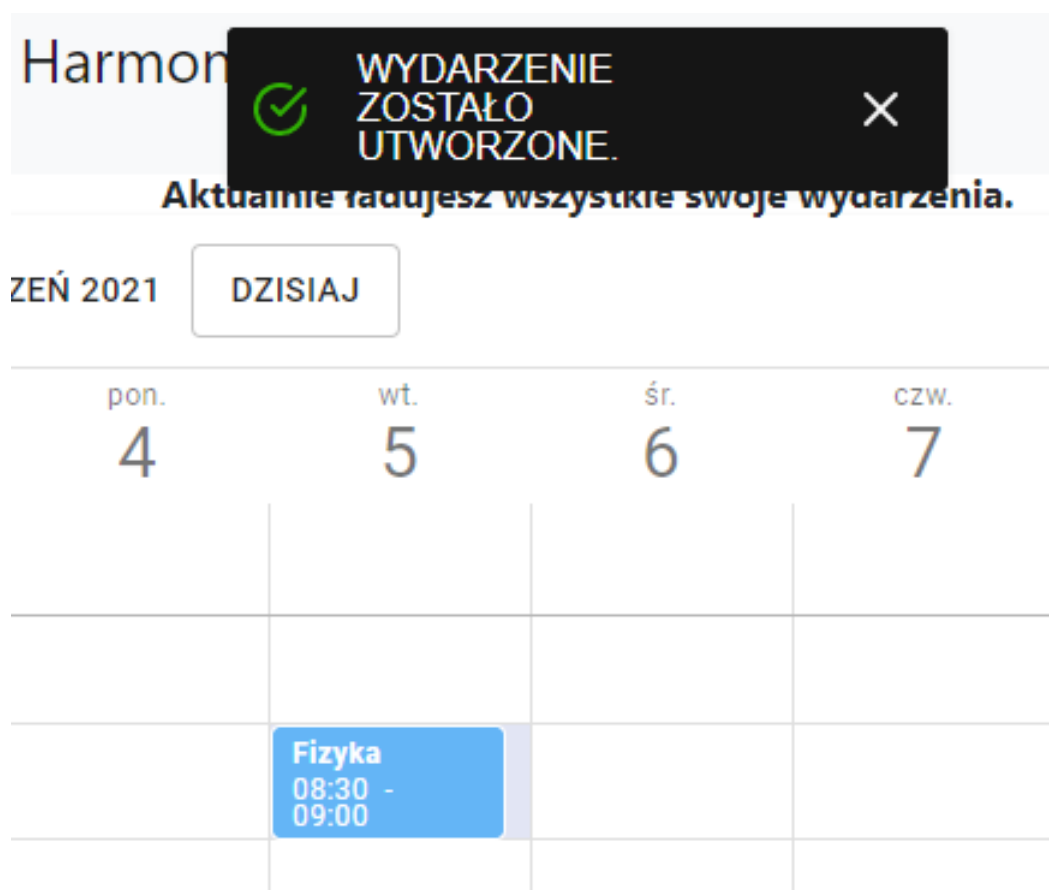 Harmon
WYDARZENIE
ZOSTAŁO
UTWORZONE.
Aktualnie ładujesz wszystkie swoje wydarzenia.
ZEŃ 2021 DZISIAJ
pon. wt. śr. czw.
4 5 6 7
Fizyka
08:30 -
09:00